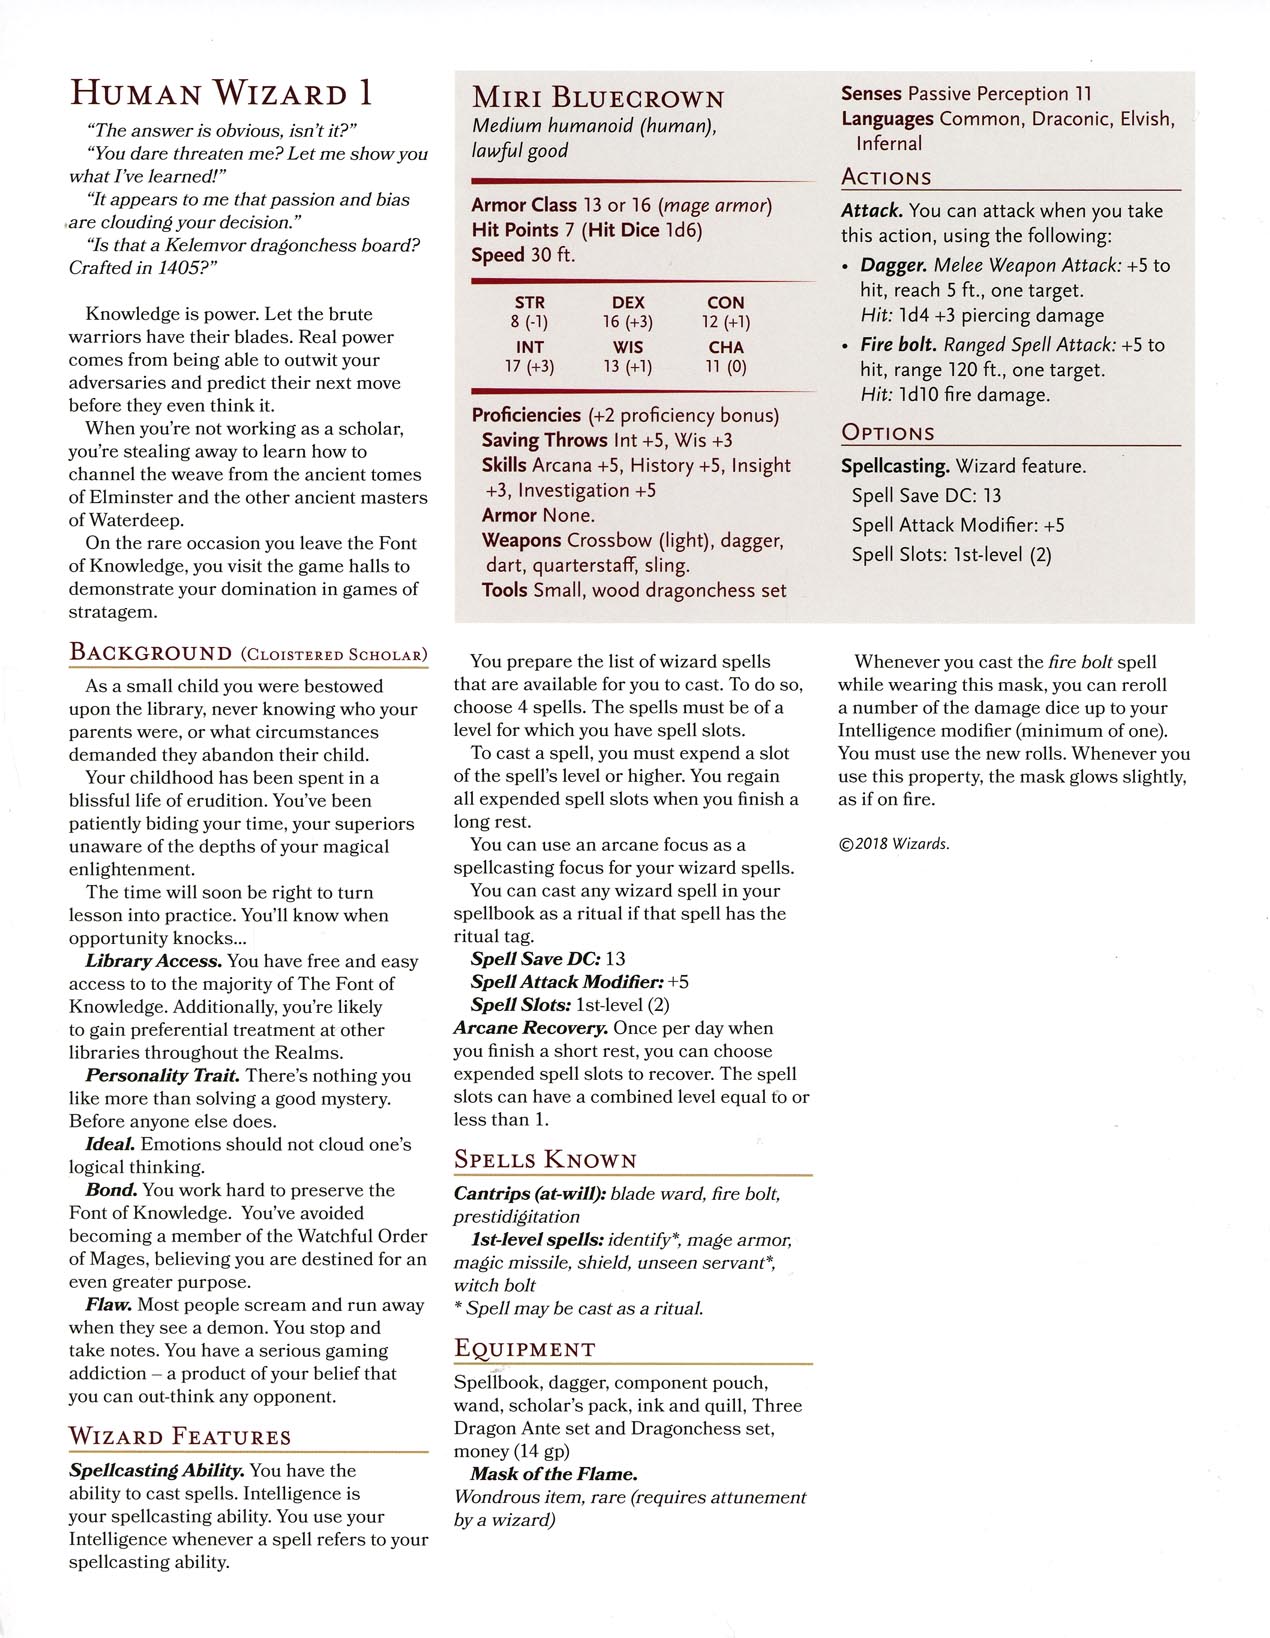 Human Wizard 1
“The answer is obvious, isn’t it?”
“You dare threaten me? Let me show you
what I’ve learned!”
“It appears to me that passion and bias
are clouding your decision.”
“Is that a Kelemvor dragonchess board?
Crafted in 1405?”
Knowledge is power. Let the brute
warriors have their blades. Real power
comes from being able to outwit your
adversaries and predict their next move
before they even think it.
When you’re not working as a scholar,
you’re stealing away to learn how to
channel the weave from the ancient tomes
of Elminster and the other ancient masters
of Waterdeep.
On the rare occasion you leave the Font
of Knowledge, you visit the game halls to
demonstrate your domination in games of
stratagem.
Background (Cloistered Scholar)
As a small child you were bestowed
upon the library, never knowing who your
parents were, or what circumstances
demanded they abandon their child.
Your childhood has been spent in a
blissful life of erudition. You’ve been
patiently biding your time, your superiors
unaware of the depths of your magical
enlightenment.
The time will soon be right to turn
lesson into practice. You’ll know when
opportunity knocks...
Library Access. You have free and easy
access to to the majority of The Font of
Knowledge. Additionally, you’re likely
to gain preferential treatment at other
libraries throughout the Realms.
Personality Trait. There’s nothing you
like more than solving a good mystery.
Before anyone else does.
Ideal. Emotions should not cloud one’s
logical thinking.
Bond. You work hard to preserve the
Font of Knowledge. You’ve avoided
becoming a member of the Watchful Order
of Mages, believing you are destined for an
even greater purpose.
Flaw. Most people scream and run away
when they see a demon. You stop and
take notes. You have a serious gaming
addiction – a product of your belief that
you can out-think any opponent.
Wizard Features
Spellcasting Ability. You have the
ability to cast spells. Intelligence is
your spellcasting ability. You use your
Intelligence whenever a spell refers to your
spellcasting ability.
Miri Bluecrown
Medium humanoid (human),
lawful good
Armor Class 13 or 16 (mage armor)
Hit Points 7 (Hit Dice 1d6)
Speed 30 ft.
STR DEX CON
8 (-1) 16 (+3) 12 (+1)
INT WIS CHA
17 (+3) 13 (+1) 11 (0)
Proficiencies (+2 proficiency bonus)
Saving Throws Int +5, Wis +3
Skills Arcana +5, History +5, Insight
+3, Investigation +5
Armor None.
Weapons Crossbow (light), dagger,
dart, quarterstaff, sling.
Tools Small, wood dragonchess set
Senses Passive Perception 11
Languages Common, Draconic, Elvish,
Infernal
Actions
Attack. You can attack when you take
this action, using the following:
• Dagger. Melee Weapon Attack: +5 to
hit, reach 5 ft., one target.
Hit: 1d4 +3 piercing damage
• Fire bolt. Ranged Spell Attack: +5 to
hit, range 120 ft., one target.
Hit: 1d10 fire damage.
Options
Spellcasting. Wizard feature.
Spell Save DC: 13
Spell Attack Modifier: +5
Spell Slots: 1st-level (2)
You prepare the list of wizard spells
that are available for you to cast. To do so,
choose 4 spells. The spells must be of a
level for which you have spell slots.
To cast a spell, you must expend a slot
of the spell’s level or higher. You regain
all expended spell slots when you finish a
long rest.
You can use an arcane focus as a
spellcasting focus for your wizard spells.
You can cast any wizard spell in your
spellbook as a ritual if that spell has the
ritual tag.
Spell Save DC: 13
Spell Attack Modifier: +5
Spell Slots: 1st-level (2)
Arcane Recovery. Once per day when
you finish a short rest, you can choose
expended spell slots to recover. The spell
slots can have a combined level equal to or
less than 1.
Spells Known
Cantrips (at-will): blade ward, fire bolt,
prestidigitation
1st-level spells: identify*, mage armor,
magic missile, shield, unseen servant*,
witch bolt
* Spell may be cast as a ritual.
Equipment
Spellbook, dagger, component pouch,
wand, scholar’s pack, ink and quill, Three
Dragon Ante set and Dragonchess set,
money (14 gp)
Mask of the Flame.
Wondrous item, rare (requires attunement
by a wizard)
Whenever you cast the fire bolt spell
while wearing this mask, you can reroll
a number of the damage dice up to your
Intelligence modifier (minimum of one).
You must use the new rolls. Whenever you
use this property, the mask glows slightly,
as if on fire.
©2018 Wizards.